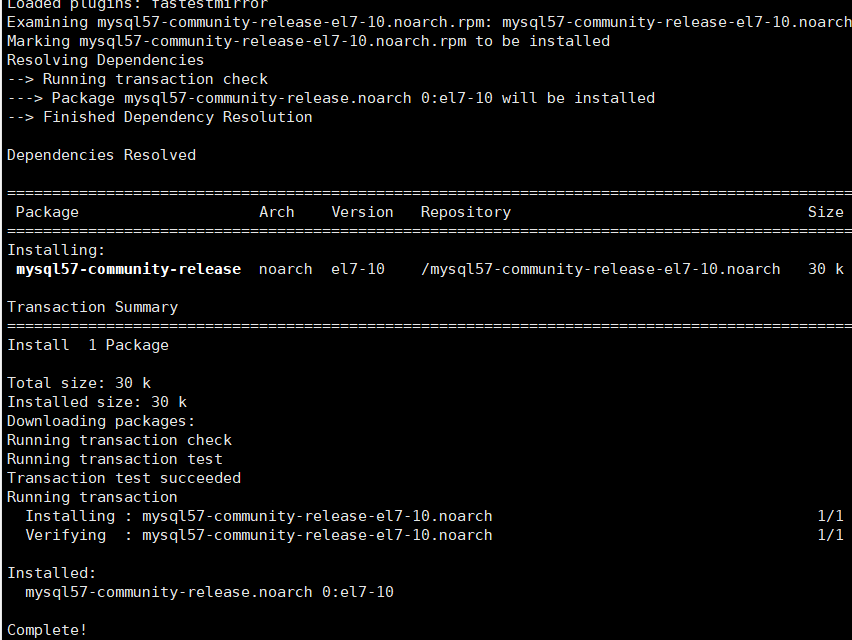 Loaded plugins: fastestmirror
Examining mysql57-community-release-el7-10.noarch.rpm: mysql57-community-release-el7-10.noarch
Marking mysql57-community-release-el7-10.noarch.rpm to be installed
Resolving Dependencies
--> Running transaction check
---> Package mysql57-community-release.noarch 0:el7-10 will be installed
--> Finished Dependency Resolution
Dependencies Resolved
==============================================================================================
Package Arch Version Repository Size
==============================================================================================
Installing:
mysql57-community-release noarch el7-10 /mysql57-community-release-el7-10.noarch 30 k
Transaction Summary
==============================================================================================
Install 1 Package
Total size: 30 k
Installed size: 30 k
Downloading packages:
Running transaction check
Running transaction test
Transaction test succeeded
Running transaction
Installing : mysql57-community-release-el7-10.noarch 1/1
Verifying : mysql57-community-release-el7-10.noarch 1/1
Installed:
mysql57-community-release.noarch 0:el7-10
Complete!